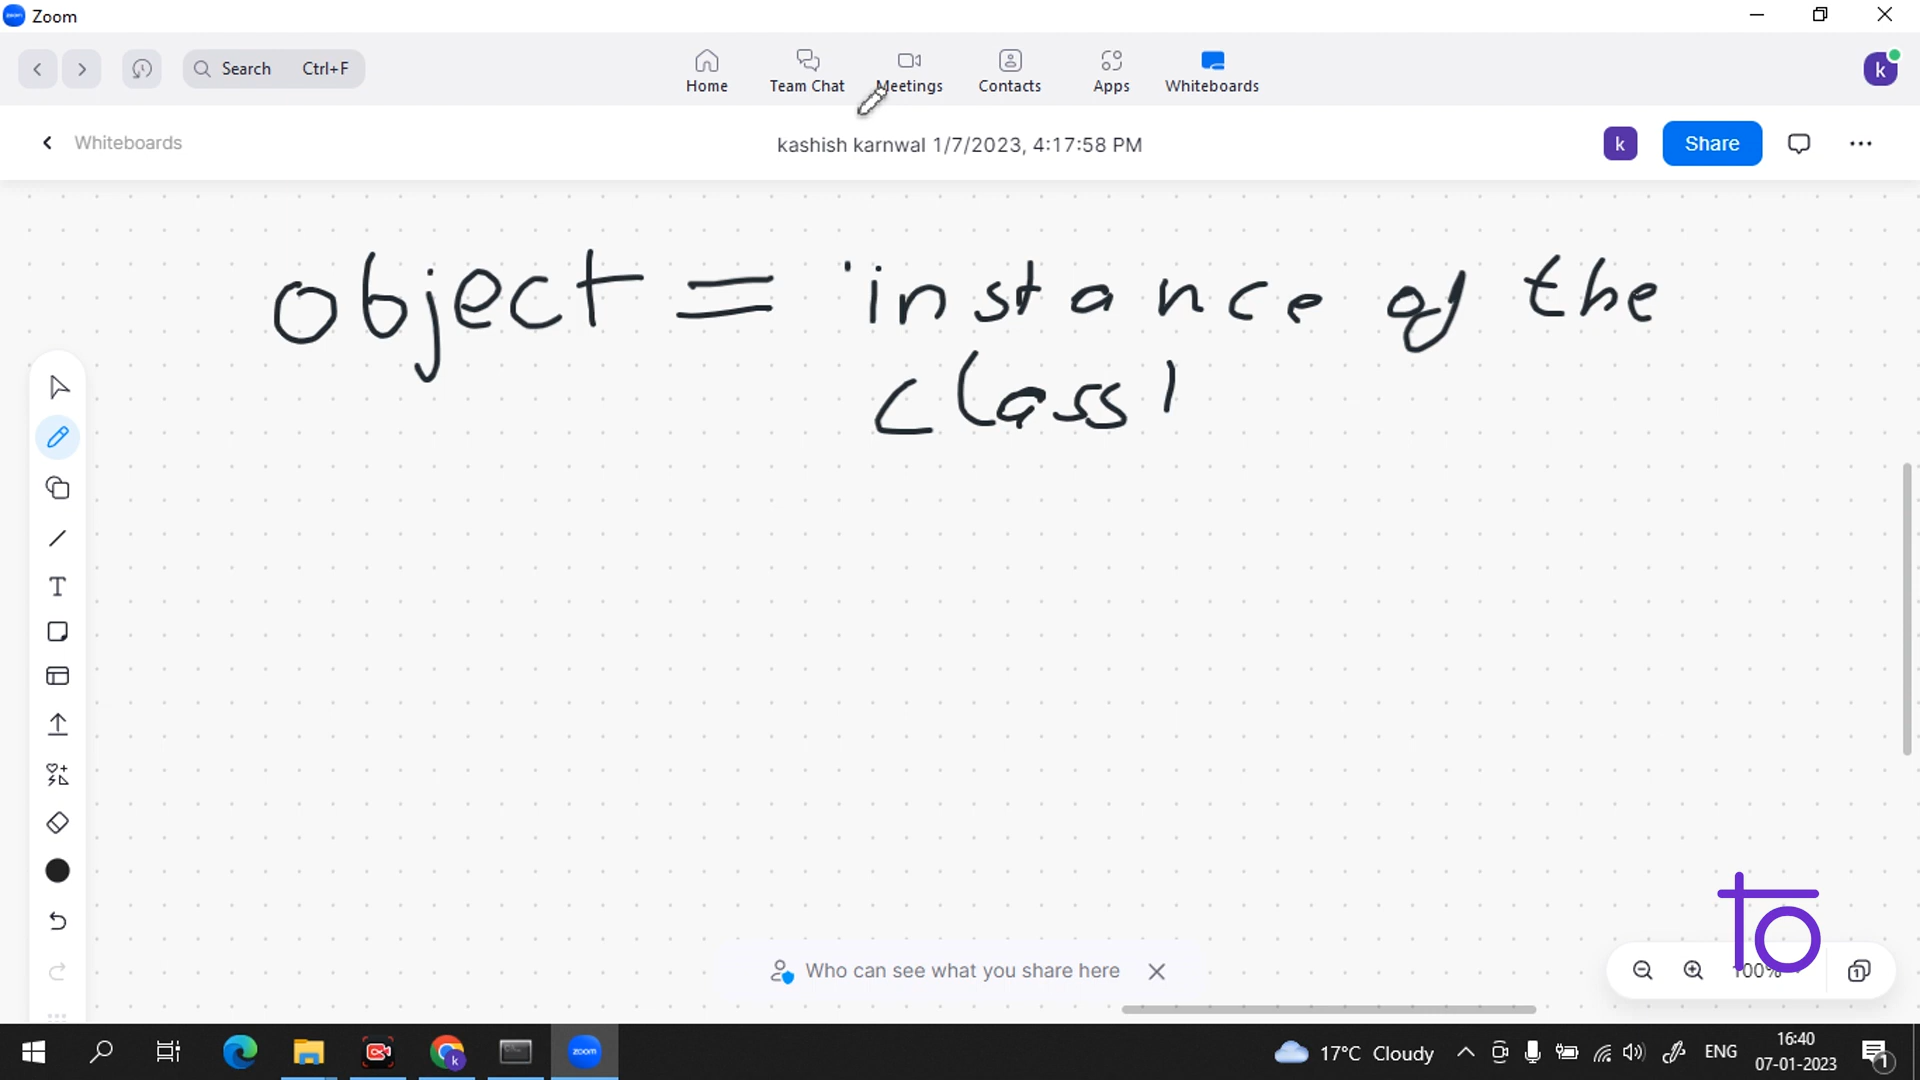 Zoom
Search Ctrl+F
Home
Team Chat
Meetings
Contacts
Apps
Whiteboards
k
Whiteboards
kashish karnwal 1/7/2023, 4:17:58 PM
k
Share
object = instance of the
class
Who can see what you share here
100%
17°C Cloudy
ENG
16:40
07-01-2023
1